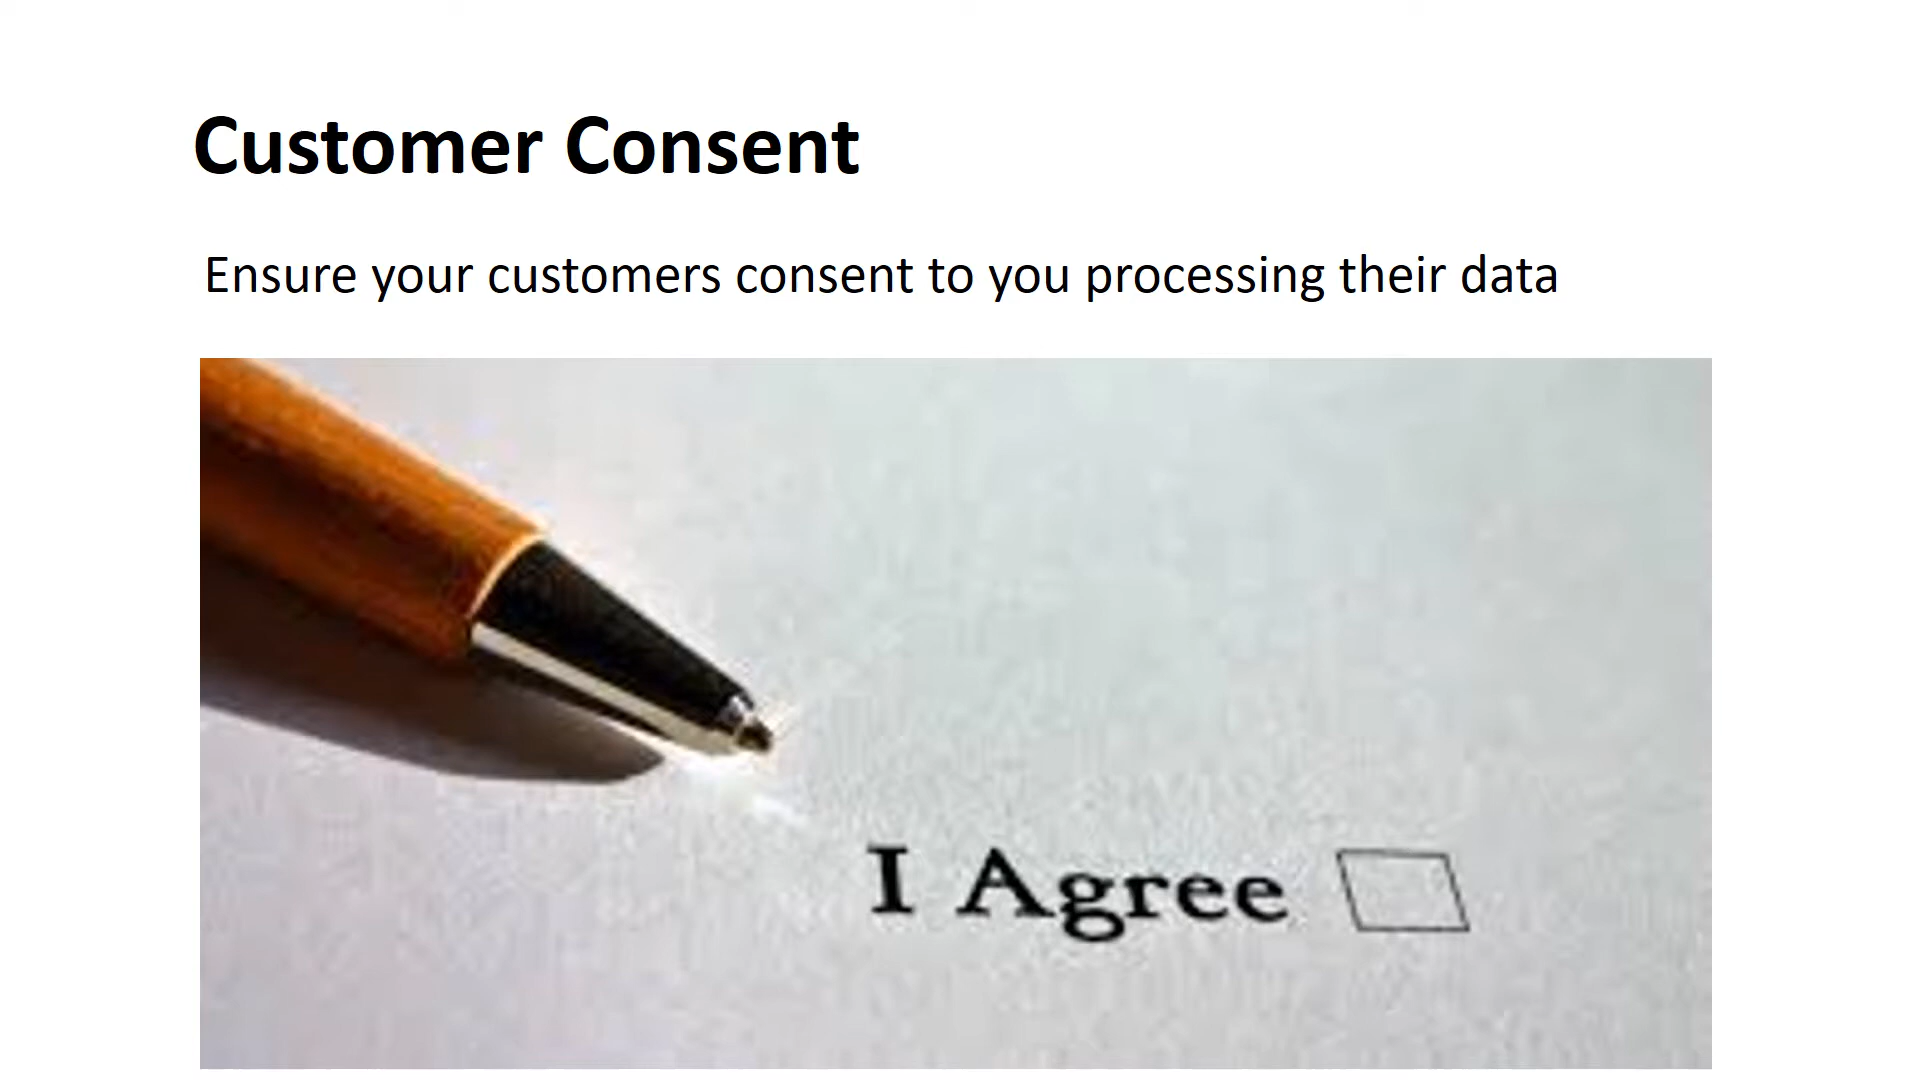 Customer Consent
Ensure your customers consent to you processing their data
I Agree